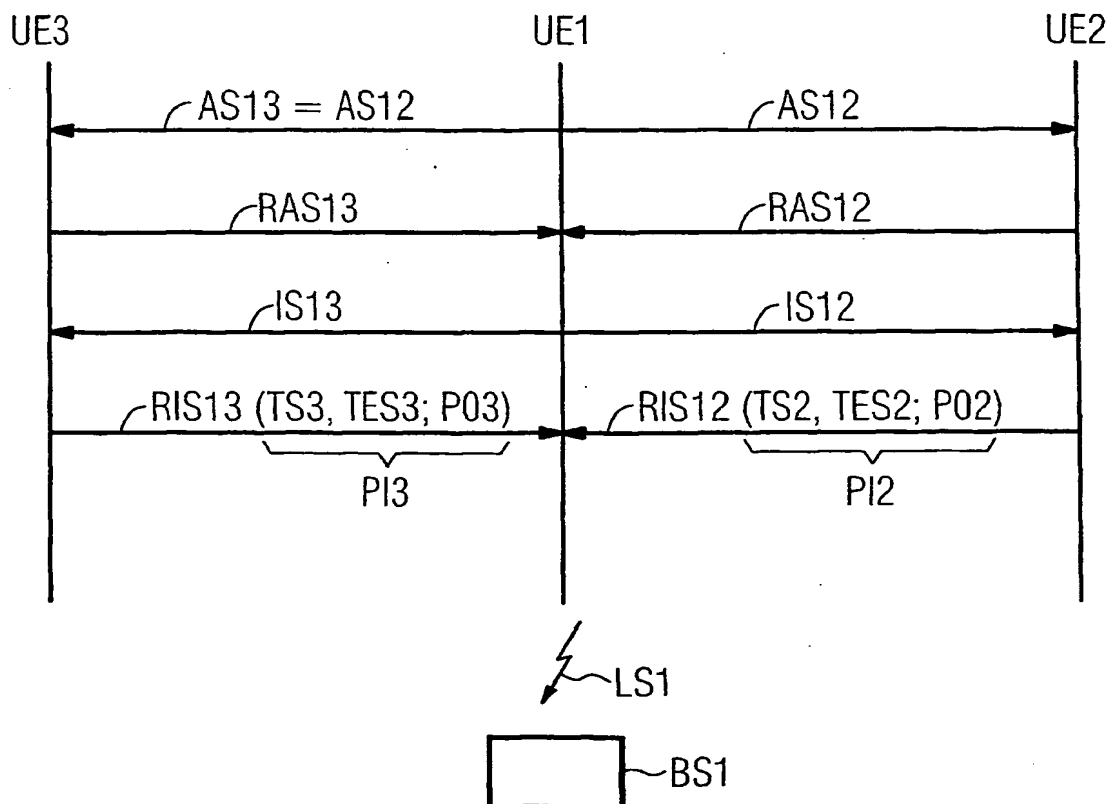 UE3 UE1 UE2
AS13 = AS12 AS12
RAS13 RAS12
IS13 IS12
RIS13 (TS3, TES3; P03) RIS12 (TS2, TES2; P02)
PI3 PI2
LS1
BS1